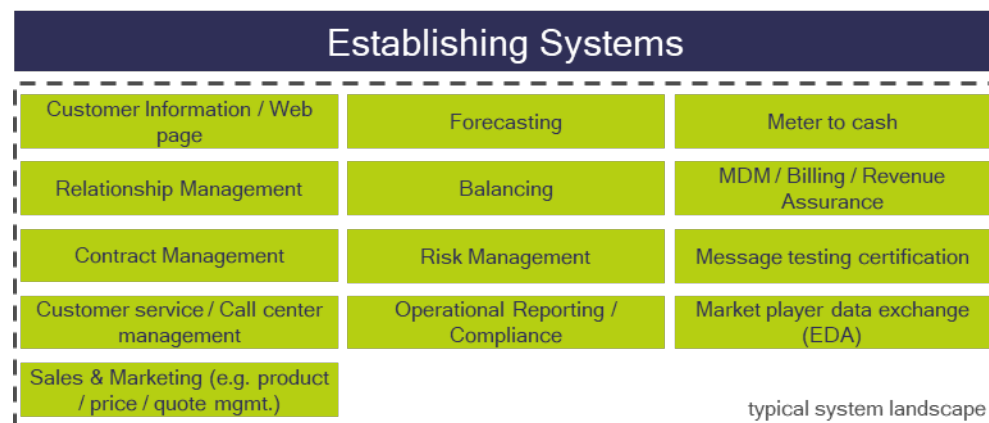 Establishing Systems
Customer Information / Web
page
Forecasting
Meter to cash
Relationship Management
Balancing
MDM / Billing / Revenue
Assurance
Contract Management
Risk Management
Message testing certification
Customer service / Call center
management
Operational Reporting /
Compliance
Market player data exchange
(EDA)
Sales & Marketing (e.g. product
/ price / quote mgmt.)
typical system landscape